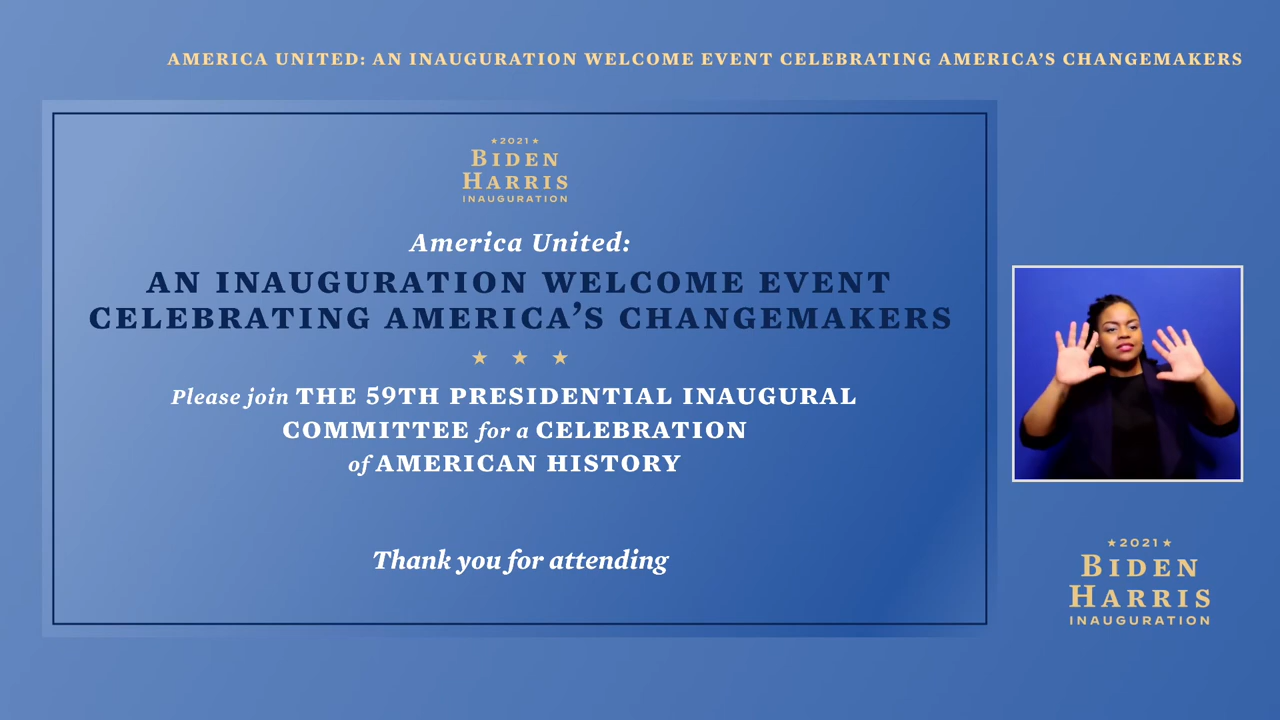 AMERICA UNITED: AN INAUGURATION WELCOME EVENT CELEBRATING AMERICA’S CHANGEMAKERS
★2021★
BIDEN
HARRIS
INAUGURATION
America United:
AN INAUGURATION WELCOME EVENT
CELEBRATING AMERICA’S CHANGEMAKERS
★ ★ ★
Please join THE 59TH PRESIDENTIAL INAUGURAL
COMMITTEE for a CELEBRATION
of AMERICAN HISTORY
Thank you for attending
★2021★
BIDEN
HARRIS
INAUGURATION